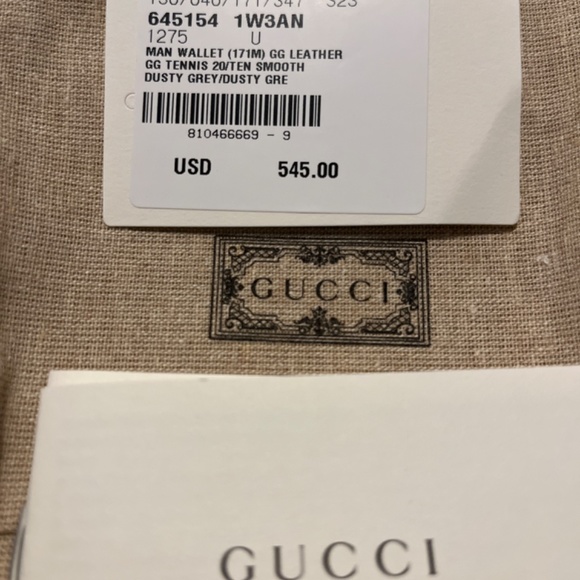 645154 1W3AN
1275 U
MAN WALLET (171M) GG LEATHER
GG TENNIS 20/TEN SMOOTH
DUSTY GREY/DUSTY GRE
810466669 - 9
USD 545.00
GUCCI
GUCCI